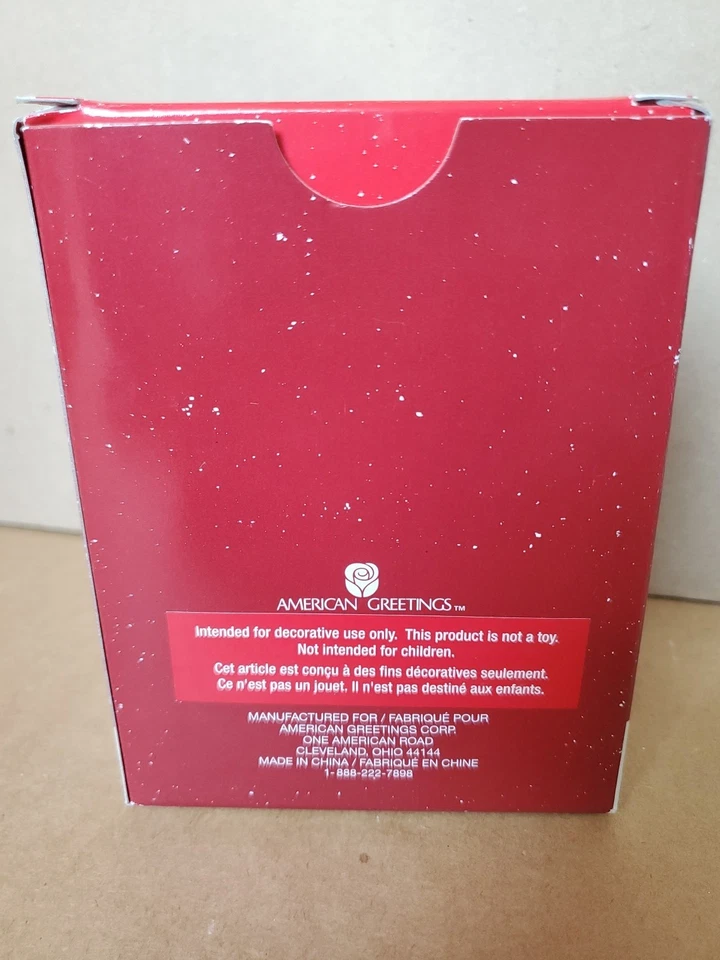 AMERICAN GREETINGS™
Intended for decorative use only. This product is not a toy.
Not intended for children.
Cet article est conçu à des fins décoratives seulement.
Ce n'est pas un jouet. Il n'est pas destiné aux enfants.
MANUFACTURED FOR / FABRIQUÉ POUR
AMERICAN GREETINGS CORP.
ONE AMERICAN ROAD
CLEVELAND, OHIO 44144
MADE IN CHINA / FABRIQUÉ EN CHINE
1-888-222-7898